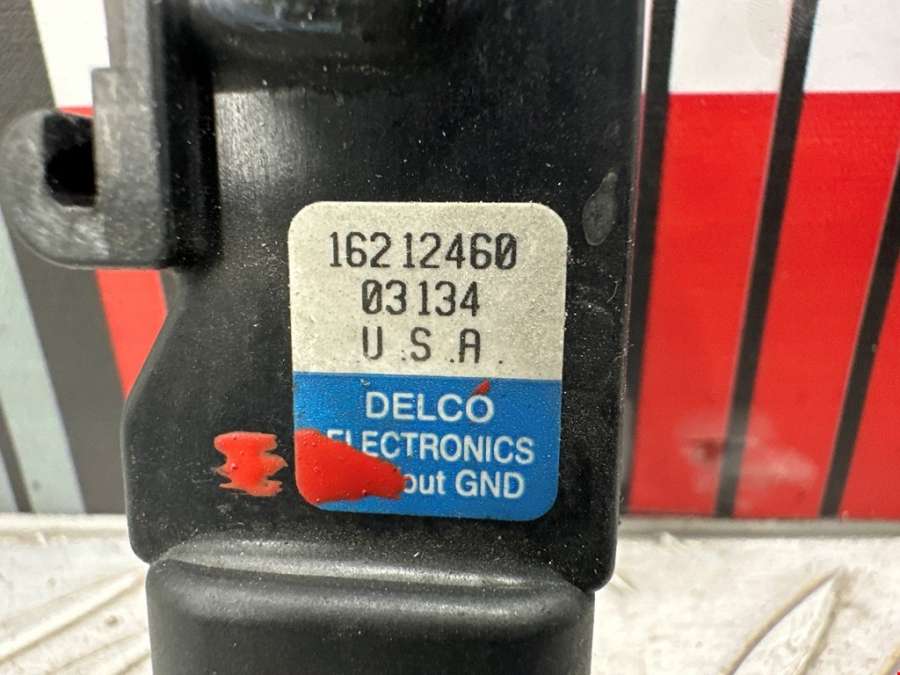 16212460
03134
U.S.A.
DELCO
ELECTRONICS
out GND